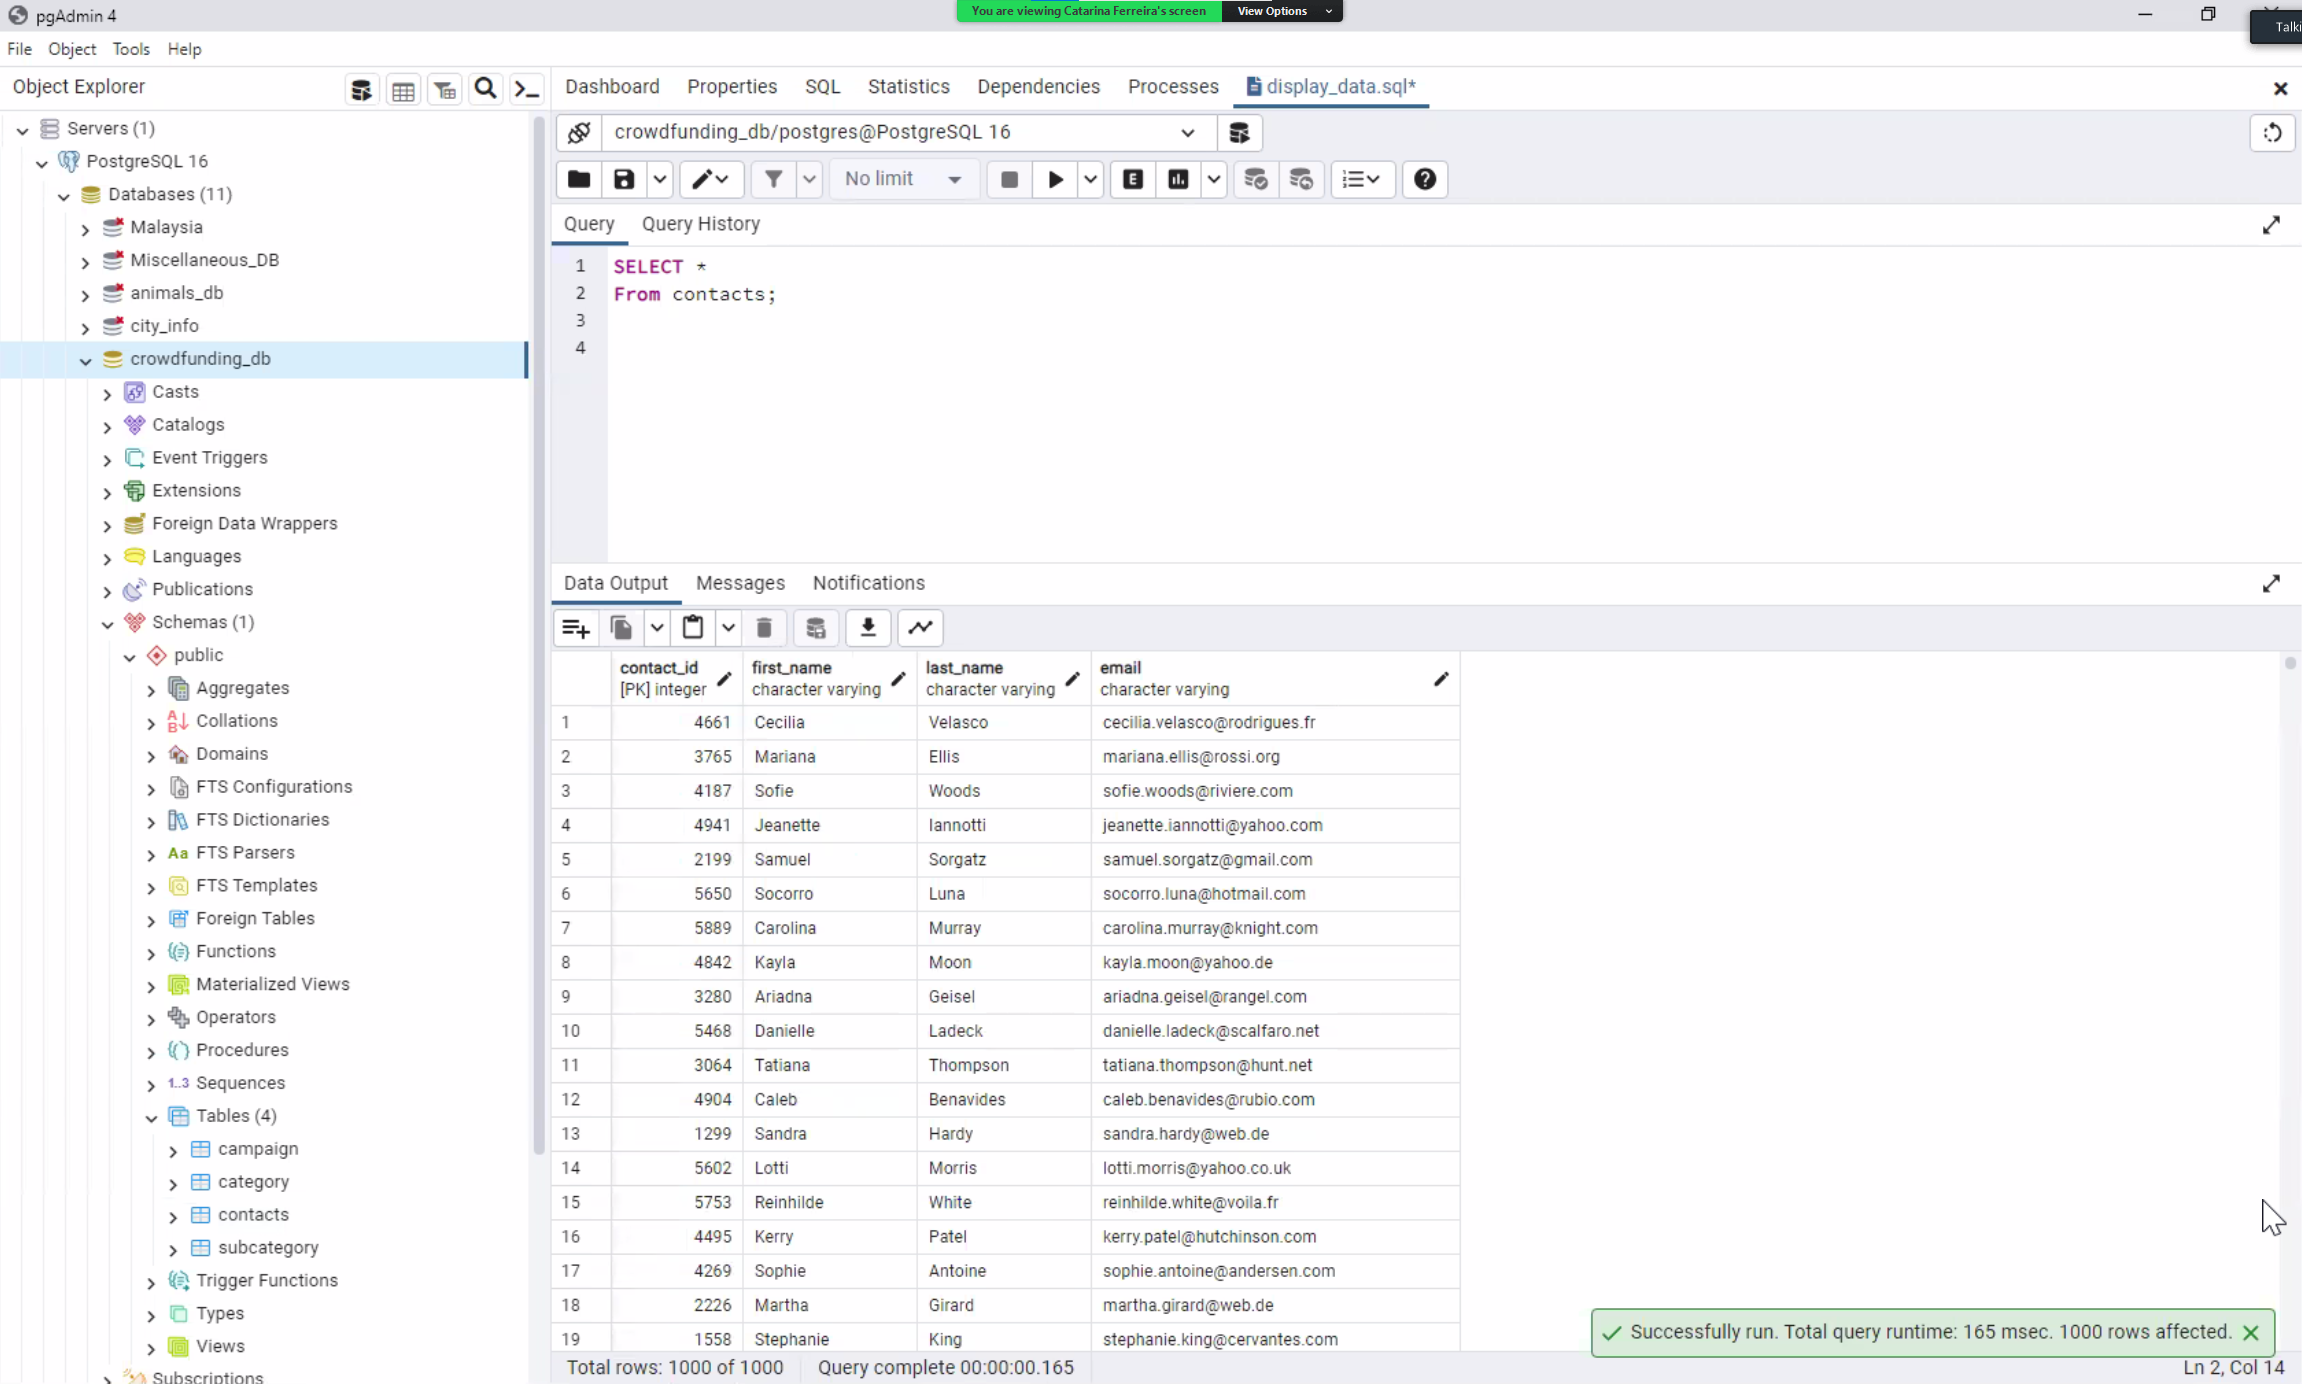 pgAdmin 4
You are viewing Catarina Ferreira's screen View Options
Talki
File Object Tools Help
Object Explorer
Dashboard Properties SQL Statistics Dependencies Processes display_data.sql*
crowdfunding_db/postgres@PostgreSQL 16
No limit
E
Query Query History
1 SELECT *
2 From contacts;
3
4
Servers (1)
PostgreSQL 16
Databases (11)
Malaysia
Miscellaneous_DB
animals_db
city_info
crowdfunding_db
Casts
Catalogs
Event Triggers
Extensions
Foreign Data Wrappers
Languages
Publications
Schemas (1)
public
Aggregates
Collations
Domains
FTS Configurations
FTS Dictionaries
Aa FTS Parsers
FTS Templates
Foreign Tables
Functions
Materialized Views
Operators
Procedures
1..3 Sequences
Tables (4)
campaign
category
contacts
subcategory
Trigger Functions
Types
Views
Subscriptions
Data Output Messages Notifications
contact_id first_name last_name email
[PK] integer character varying character varying character varying
1 4661 Cecilia Velasco cecilia.velasco@rodrigues.fr
2 3765 Mariana Ellis mariana.ellis@rossi.org
3 4187 Sofie Woods sofie.woods@riviere.com
4 4941 Jeanette Iannotti jeanette.iannotti@yahoo.com
5 2199 Samuel Sorgatz samuel.sorgatz@gmail.com
6 5650 Socorro Luna socorro.luna@hotmail.com
7 5889 Carolina Murray carolina.murray@knight.com
8 4842 Kayla Moon kayla.moon@yahoo.de
9 3280 Ariadna Geisel ariadna.geisel@rangel.com
10 5468 Danielle Ladeck danielle.ladeck@scalfaro.net
11 3064 Tatiana Thompson tatiana.thompson@hunt.net
12 4904 Caleb Benavides caleb.benavides@rubio.com
13 1299 Sandra Hardy sandra.hardy@web.de
14 5602 Lotti Morris lotti.morris@yahoo.co.uk
15 5753 Reinhilde White reinhilde.white@voila.fr
16 4495 Kerry Patel kerry.patel@hutchinson.com
17 4269 Sophie Antoine sophie.antoine@andersen.com
18 2226 Martha Girard martha.girard@web.de
19 1558 Stephanie King stephanie.king@cervantes.com
Successfully run. Total query runtime: 165 msec. 1000 rows affected.
Total rows: 1000 of 1000 Query complete 00:00:00.165 Ln 2, Col 14